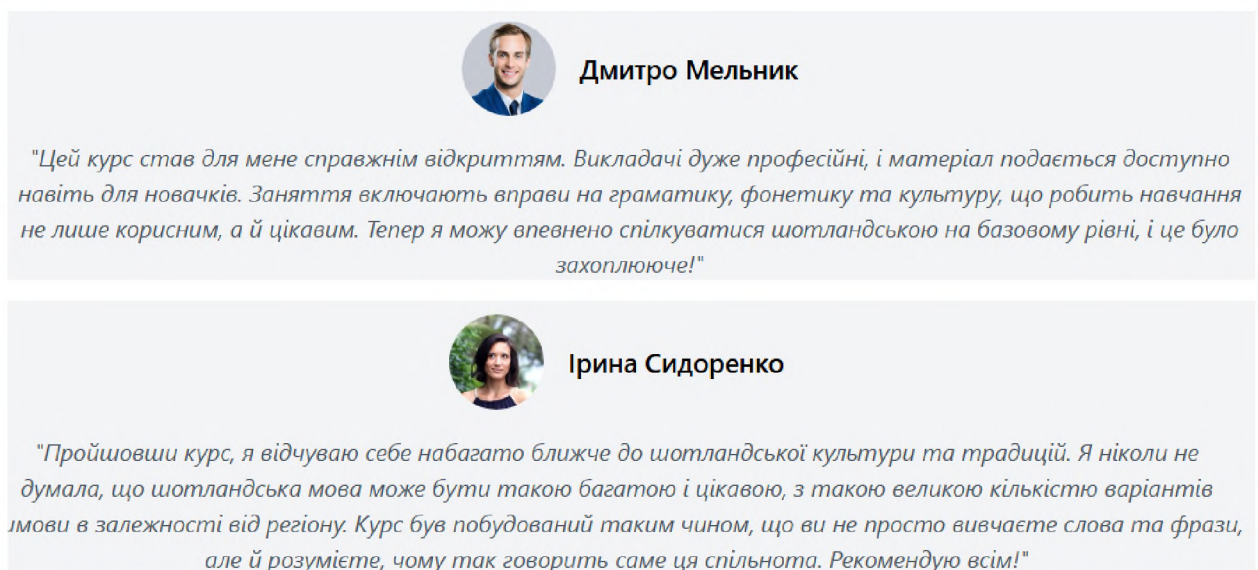 Дмитро Мельник
"Цей курс став для мене справжнім відкриттям. Викладачі дуже професійні, і матеріал подається доступно
навіть для новачків. Заняття включають вправи на граматику, фонетику та культуру, що робить навчання
не лише корисним, а й цікавим. Тепер я можу впевнено спілкуватися шотландською на базовому рівні, і це було
захоплююче!"
Ірина Сидоренко
"Пройшовши курс, я відчуваю себе набагато ближче до шотландської культури та традицій. Я ніколи не
думала, що шотландська мова може бути такою багатою і цікавою, з такою великою кількістю варіантів
мови в залежності від регіону. Курс був побудований таким чином, що ви не просто вивчаєте слова та фрази,
але й розумієте, чому так говорить саме ця спільнота. Рекомендую всім!"